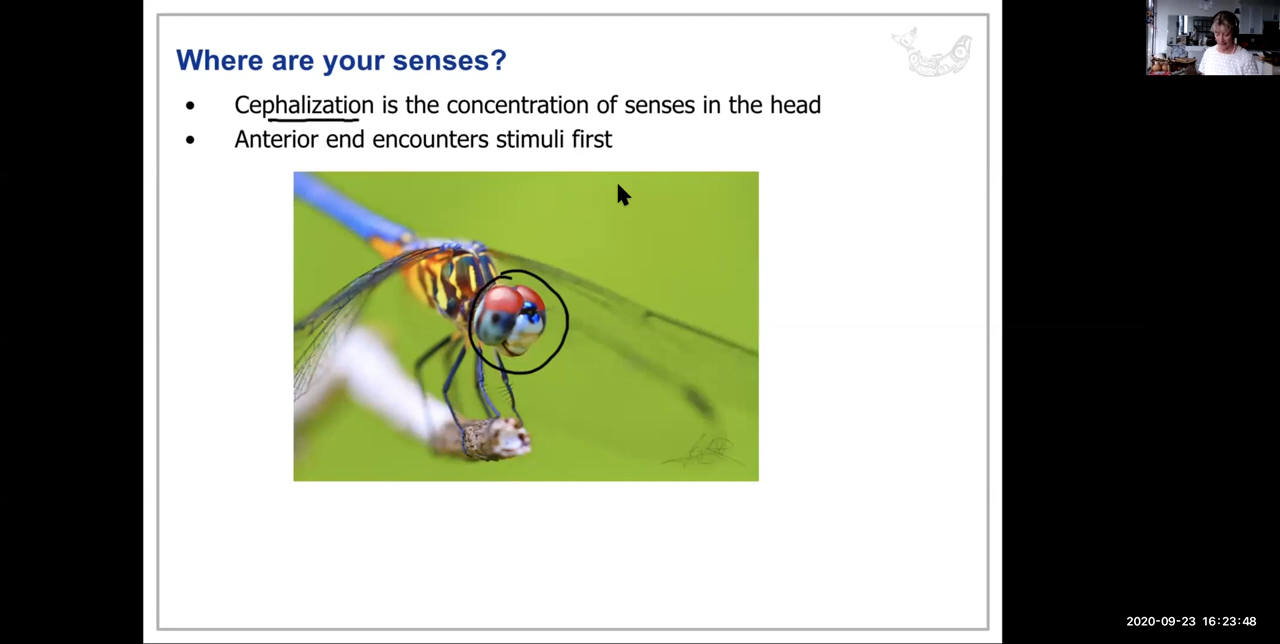 Where are your senses?
• Cephalization is the concentration of senses in the head
• Anterior end encounters stimuli first
2020-09-23 16:23:48